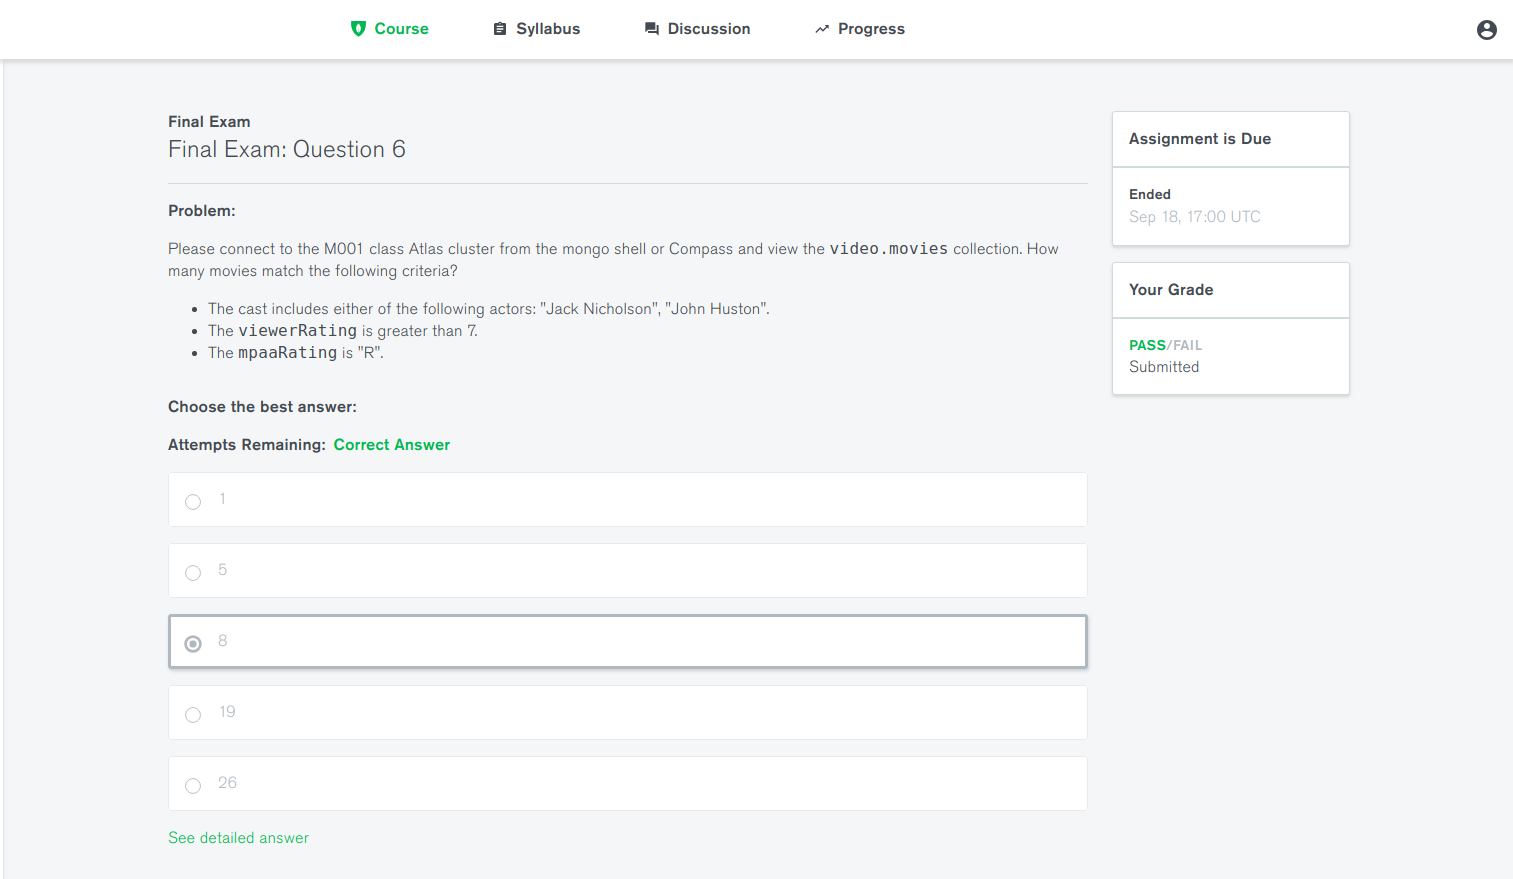 Course
Syllabus
Discussion
Progress
Final Exam
Final Exam: Question 6
Problem:
Please connect to the M001 class Atlas cluster from the mongo shell or Compass and view the video.movies collection. How
many movies match the following criteria?
The cast includes either of the following actors: "Jack Nicholson", "John Huston".
The viewerRating is greater than 7.
The mpaaRating is "R".
Choose the best answer:
Attempts Remaining: Correct Answer
1
5
8
19
26
See detailed answer
Assignment is Due
Ended
Sep 18, 17:00 UTC
Your Grade
PASS/FAIL
Submitted